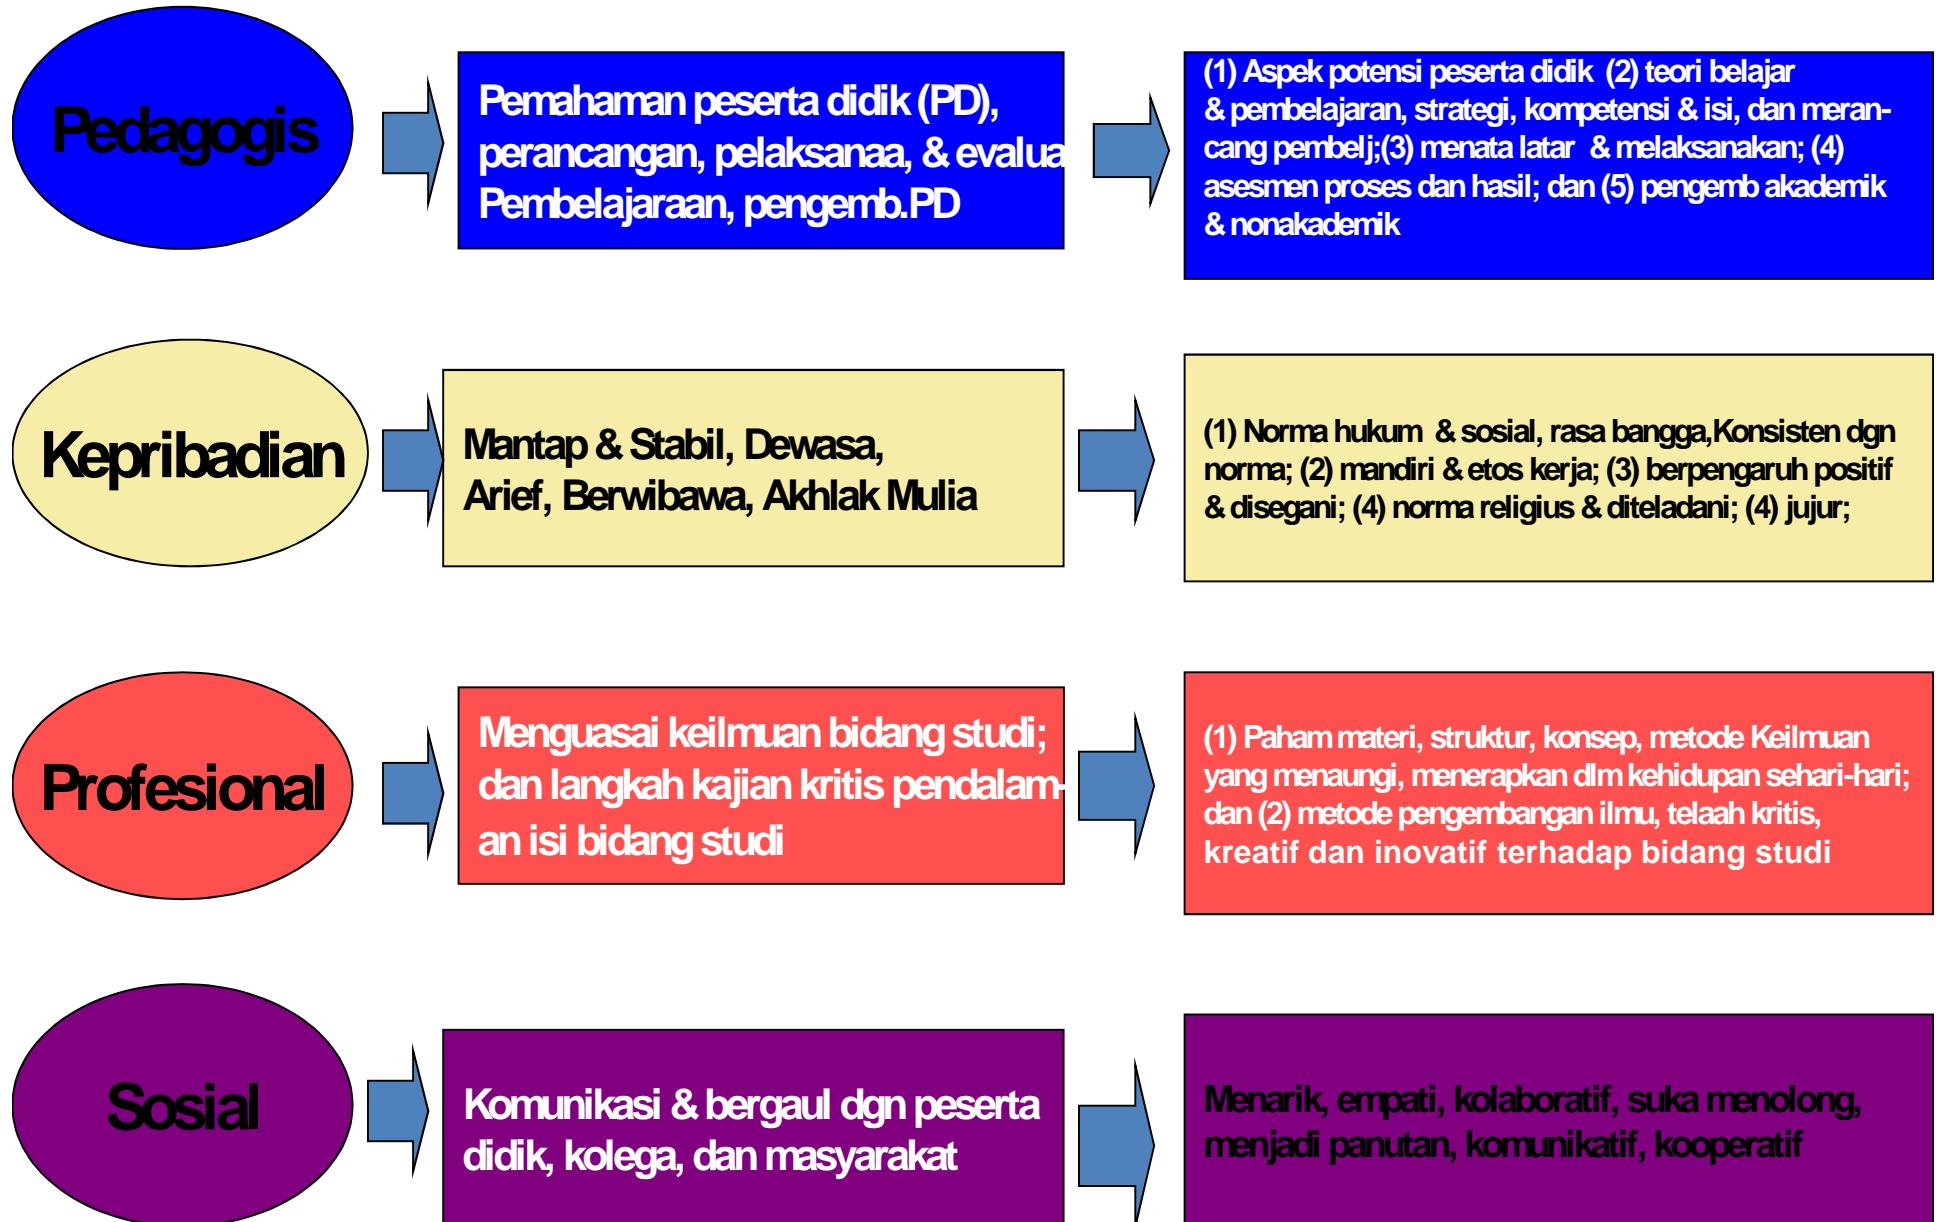 Pedagogis
Pemahaman peserta didik (PD),
perancangan, pelaksanaa, & evalua
Pembelajaraan, pengemb.PD
(1) Aspek potensi peserta didik (2) teori belajar
& pembelajaran, strategi, kompetensi & isi, dan meran-
cang pembelj;(3) menata latar & melaksanakan; (4)
asesmen proses dan hasil; dan (5) pengemb akademik
& nonakademik
Kepribadian
Mantap & Stabil, Dewasa,
Arief, Berwibawa, Akhlak Mulia
(1) Norma hukum & sosial, rasa bangga,Konsisten dgn
norma; (2) mandiri & etos kerja; (3) berpengaruh positif
& disegani; (4) norma religius & diteladani; (4) jujur;
Profesional
Menguasai keilmuan bidang studi;
dan langkah kajian kritis pendalam-
an isi bidang studi
(1) Paham materi, struktur, konsep, metode Keilmuan
yang menaungi, menerapkan dlm kehidupan sehari-hari;
dan (2) metode pengembangan ilmu, telaah kritis,
kreatif dan inovatif terhadap bidang studi
Sosial
Komunikasi & bergaul dgn peserta
didik, kolega, dan masyarakat
Menarik, empati, kolaboratif, suka menolong,
menjadi panutan, komunikatif, kooperatif